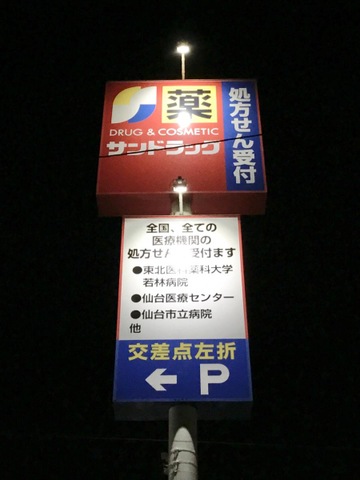 薬
DRUG & COSMETIC
サンドラッグ
処方せん受付
全国、全ての
医療機関の
処方せん 受付ます
●東北医 薬科大学
若林病院
●仙台医療センター
●仙台市立病院
他
交差点左折
← P